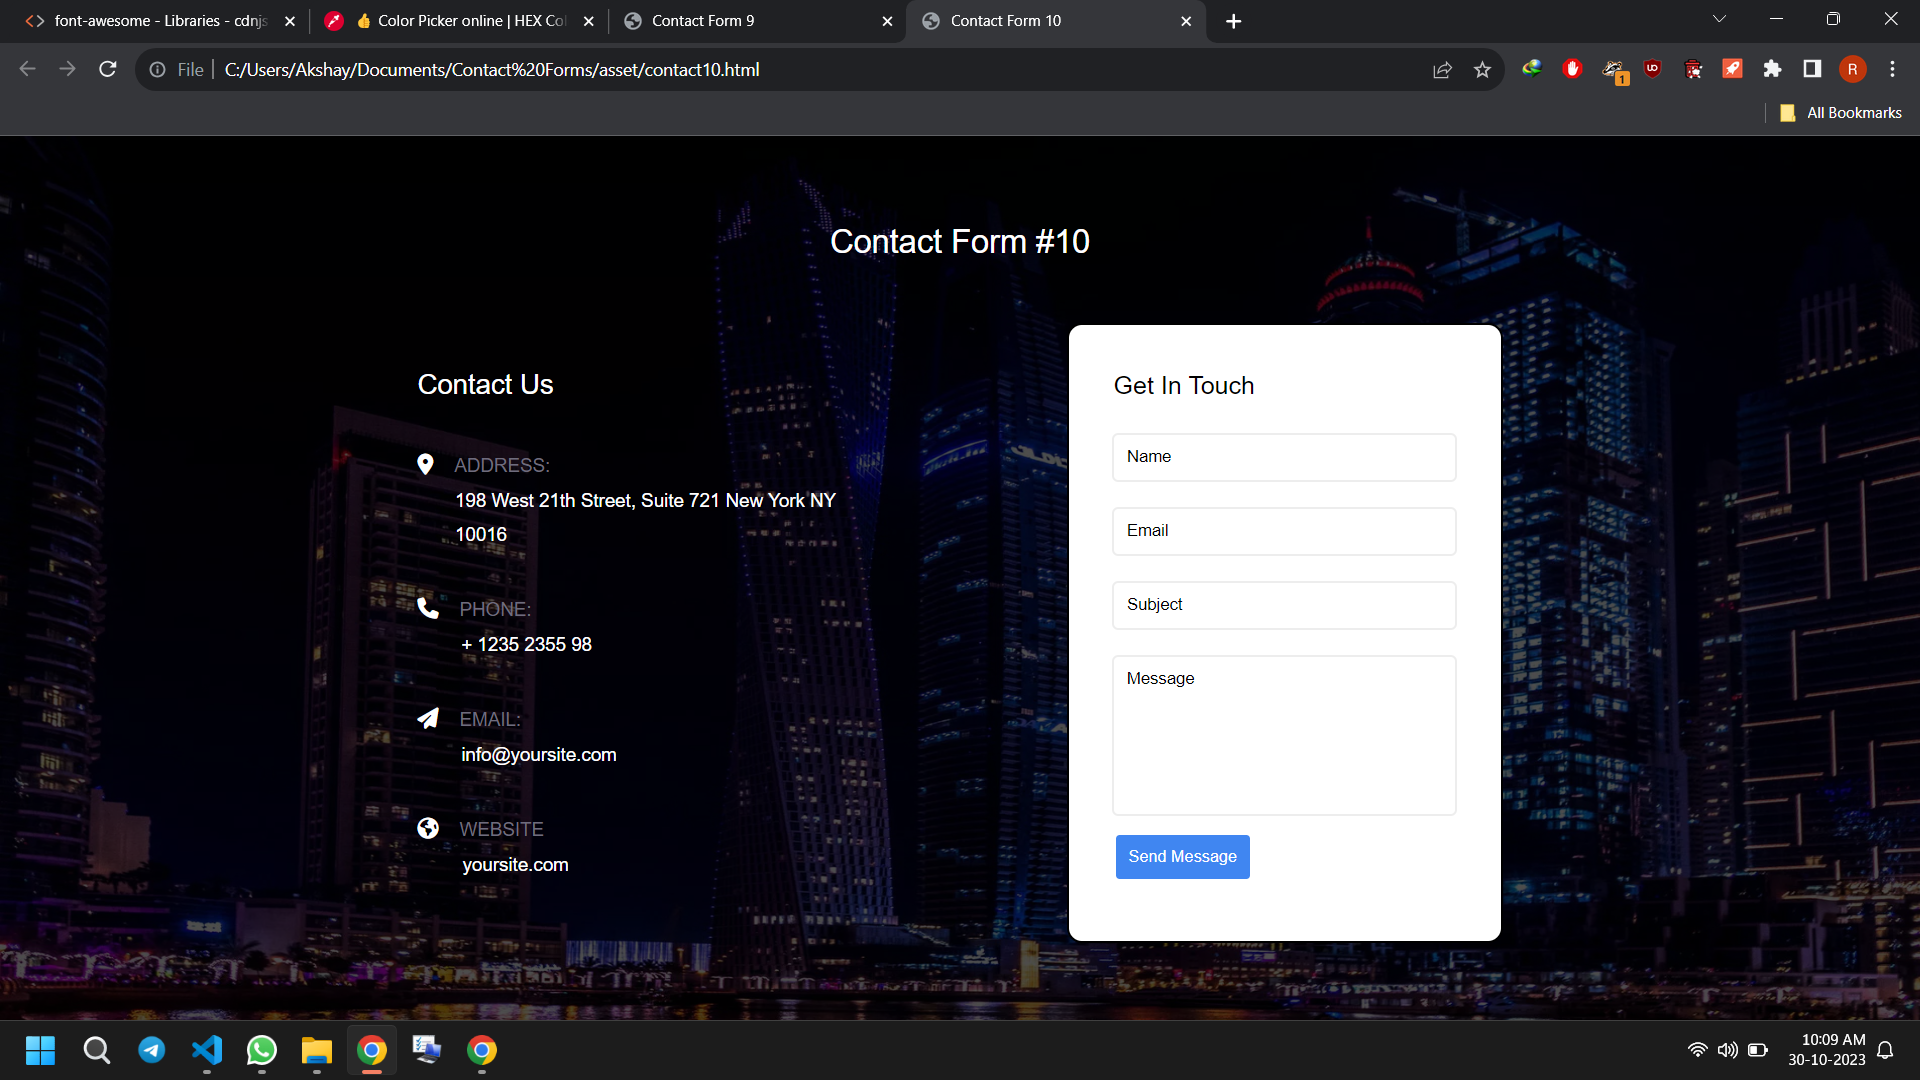 font-awesome - Libraries - cdnjs
👍 Color Picker online | HEX Col
Contact Form 9
Contact Form 10
File
C:/Users/Akshay/Documents/Contact%20Forms/asset/contact10.html
1
R
All Bookmarks
Contact Form #10
Contact Us
ADDRESS:
198 West 21th Street, Suite 721 New York NY
10016
PHONE:
+ 1235 2355 98
EMAIL:
info@yoursite.com
WEBSITE
yoursite.com
Get In Touch
Name
Email
Subject
Message
Send Message
10:09 AM
30-10-2023